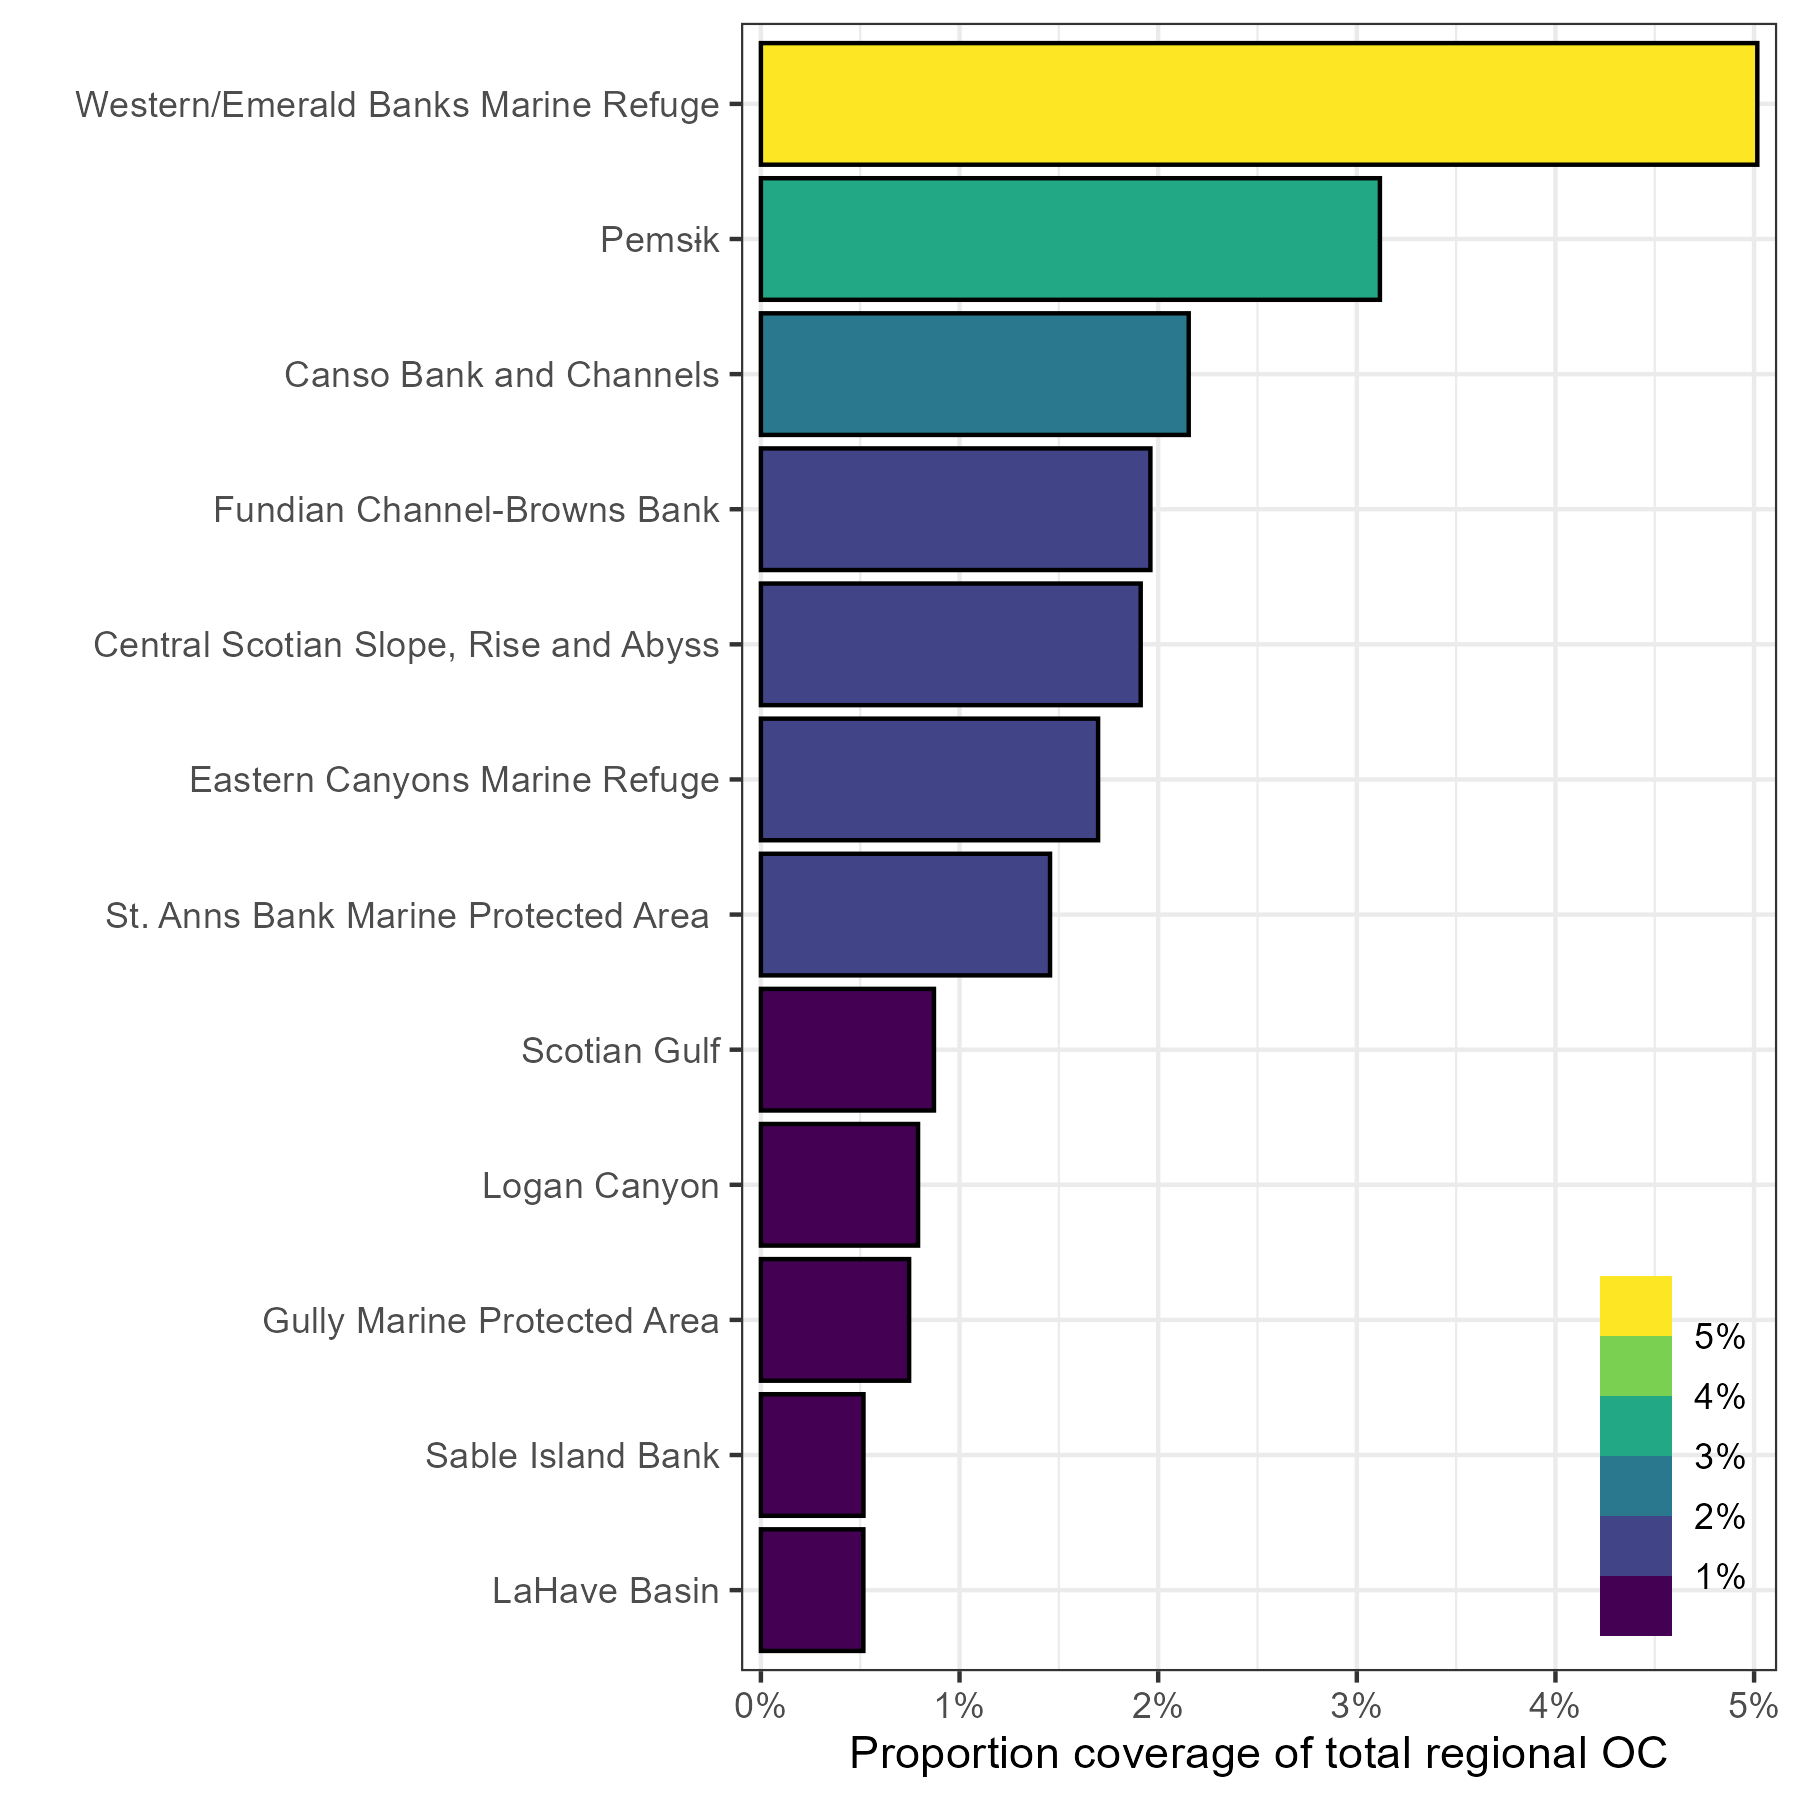 Western/Emerald Banks Marine Refuge
Pemsɨk
Canso Bank and Channels
Fundian Channel-Browns Bank
Central Scotian Slope, Rise and Abyss
Eastern Canyons Marine Refuge
St. Anns Bank Marine Protected Area
Scotian Gulf
Logan Canyon
Gully Marine Protected Area
Sable Island Bank
LaHave Basin
5%
4%
3%
2%
1%
0% 1% 2% 3% 4% 5%
Proportion coverage of total regional OC